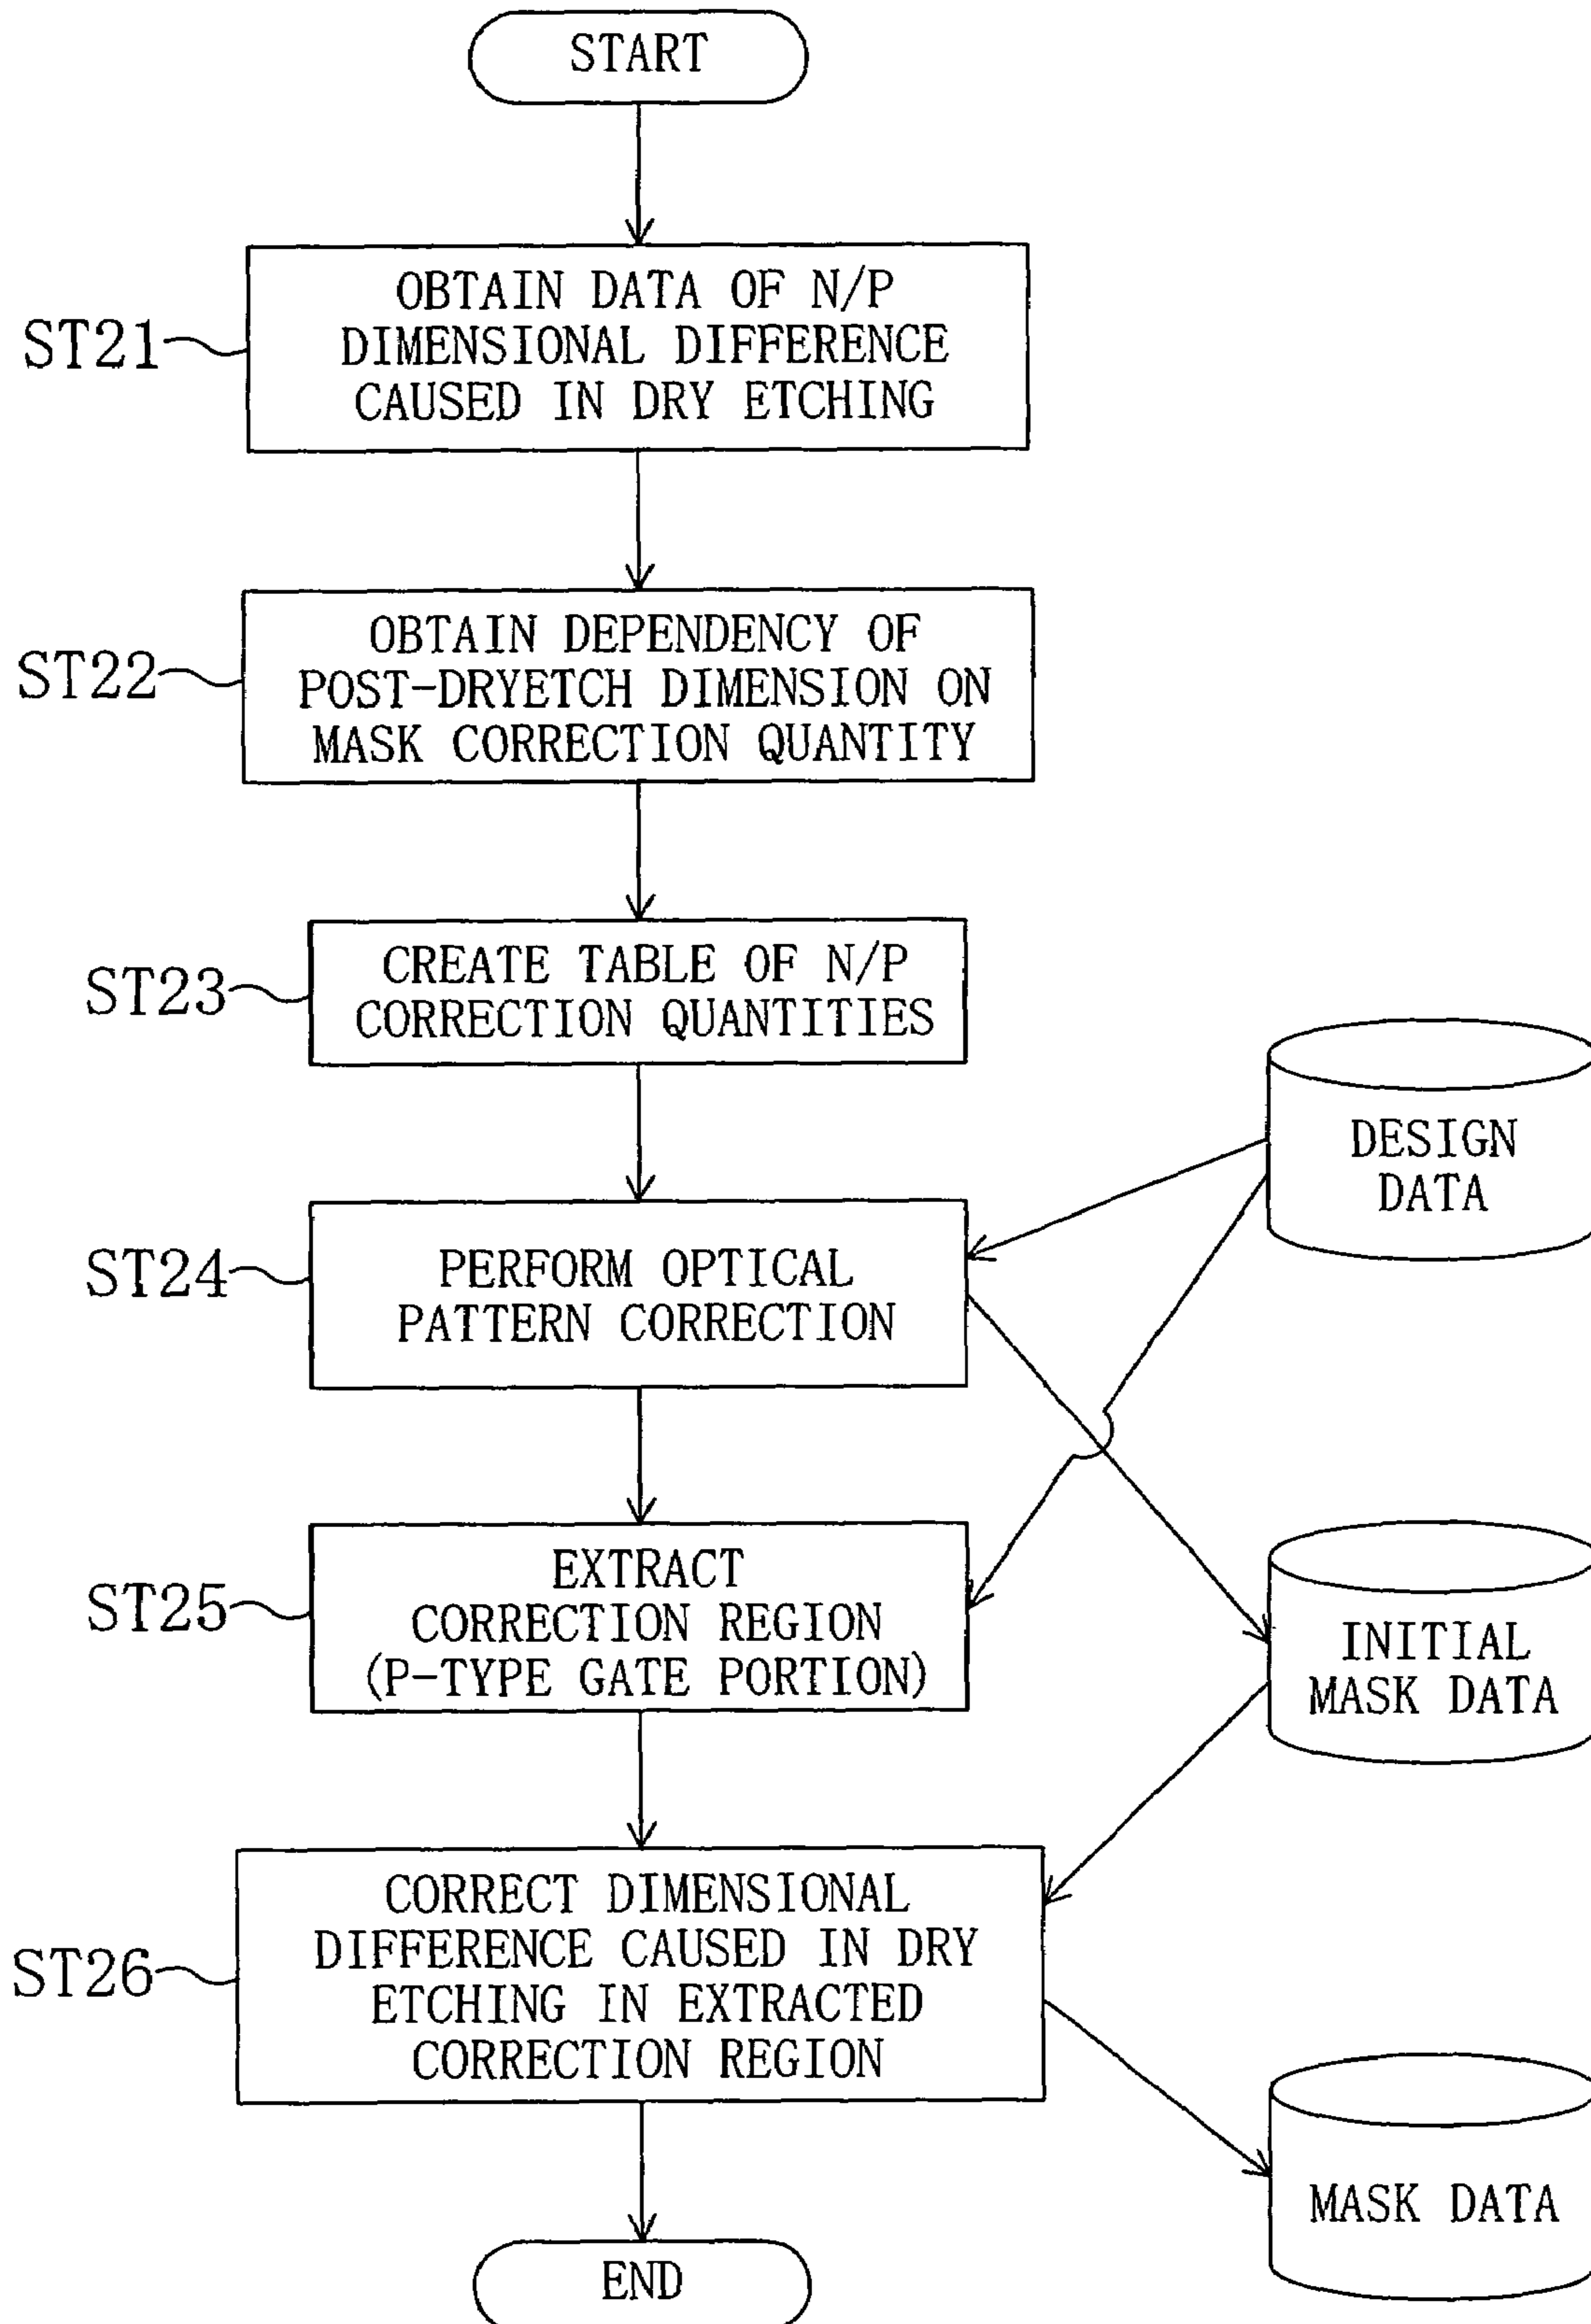 START
ST21
OBTAIN DATA OF N/P
DIMENSIONAL DIFFERENCE
CAUSED IN DRY ETCHING
ST22
OBTAIN DEPENDENCY OF
POST-DRYETCH DIMENSION ON
MASK CORRECTION QUANTITY
ST23
CREATE TABLE OF N/P
CORRECTION QUANTITIES
DESIGN
DATA
ST24
PERFORM OPTICAL
PATTERN CORRECTION
ST25
EXTRACT
CORRECTION REGION
(P-TYPE GATE PORTION)
INITIAL
MASK DATA
ST26
CORRECT DIMENSIONAL
DIFFERENCE CAUSED IN DRY
ETCHING IN EXTRACTED
CORRECTION REGION
MASK DATA
END